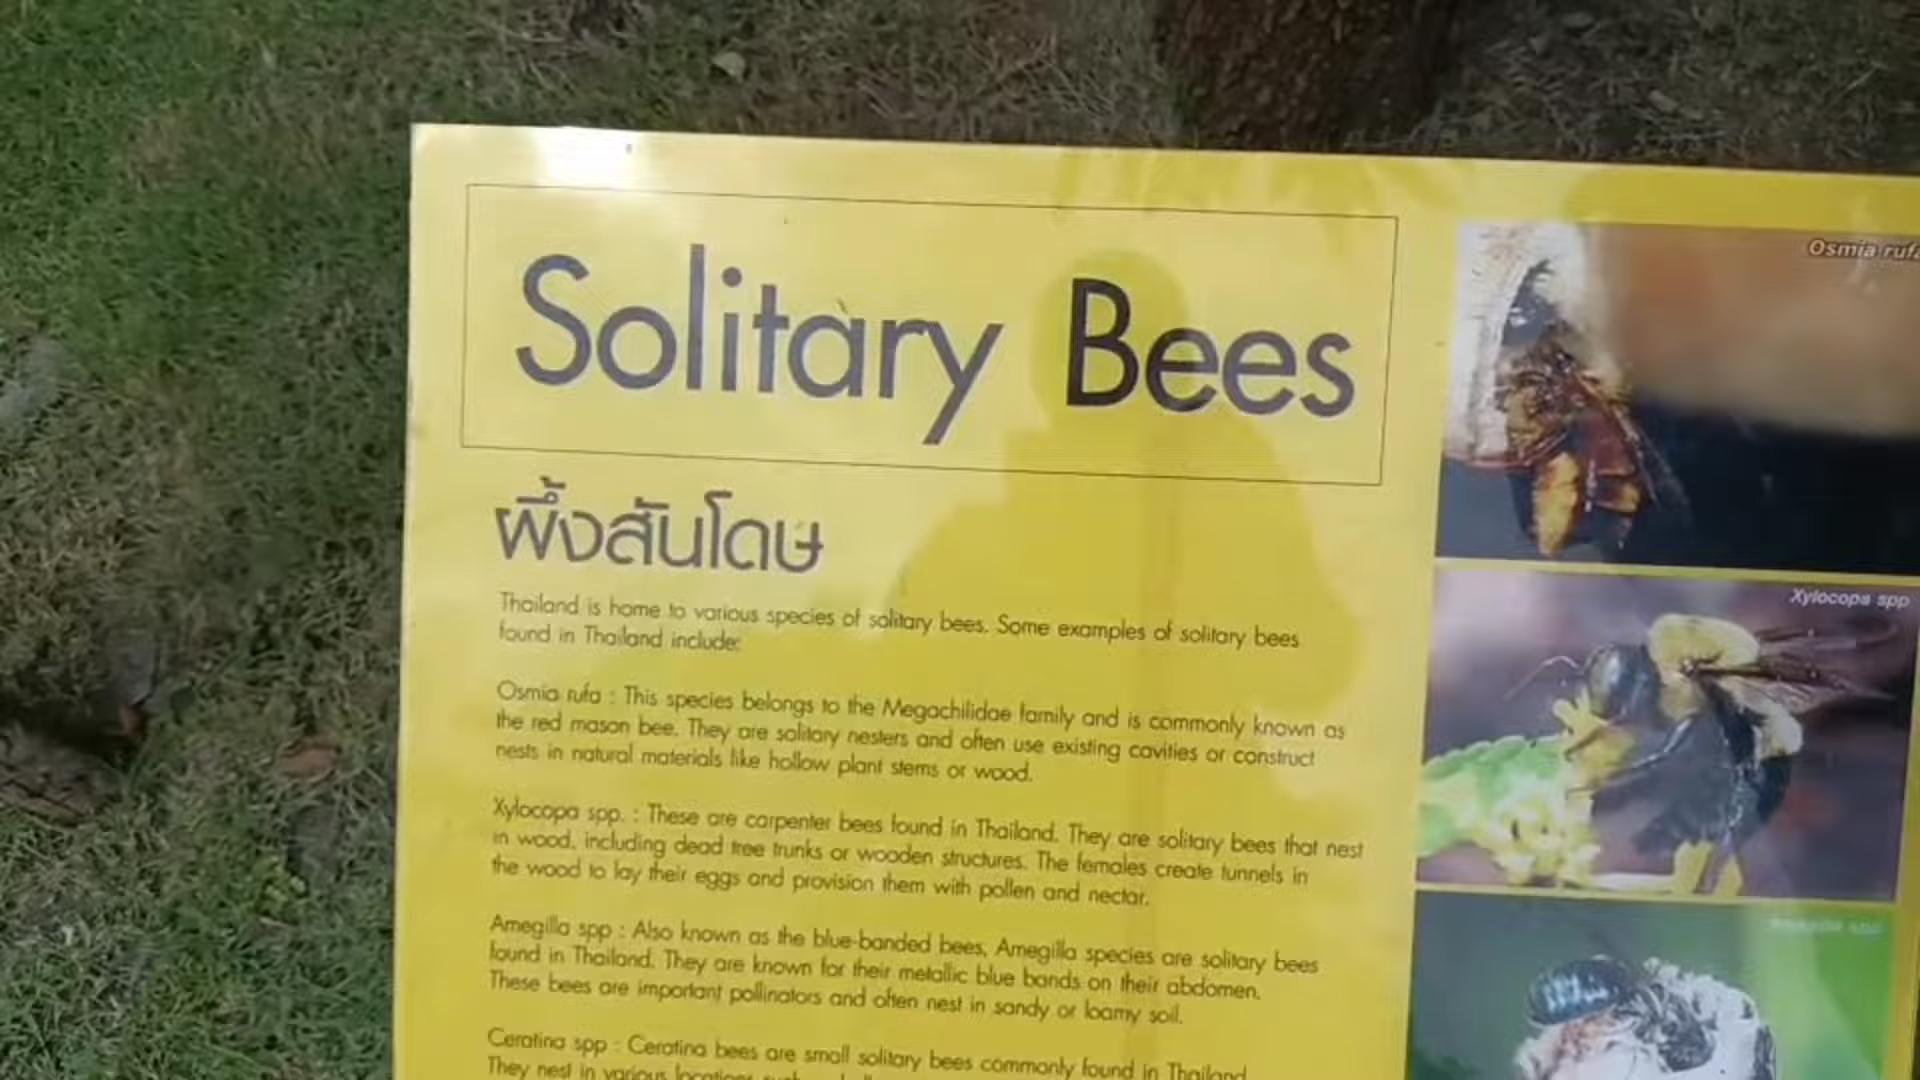 Solitary Bees
ผึ้งสันโดษ
Thailand is home to various species of solitary bees. Some examples of solitary bees
found in Thailand include:
Osmia rufa : This species belongs to the Megachilidae family and is commonly known as
the red mason bee. They are solitary nesters and often use existing cavities or construct
nests in natural materials like hollow plant stems or wood.
Xylocopa spp. : These are carpenter bees found in Thailand. They are solitary bees that nest
in wood, including dead tree trunks or wooden structures. The females create tunnels in
the wood to lay their eggs and provision them with pollen and nectar.
Amegilla spp : Also known as the blue-banded bees, Amegilla species are solitary bees
found in Thailand. They are known for their metallic blue bands on their abdomen.
These bees are important pollinators and often nest in sandy or loamy soil.
Ceratina spp : Ceratina bees are small solitary bees commonly found in Thailand
They nest in various locations such
Osmia rufa
Xylocopa spp